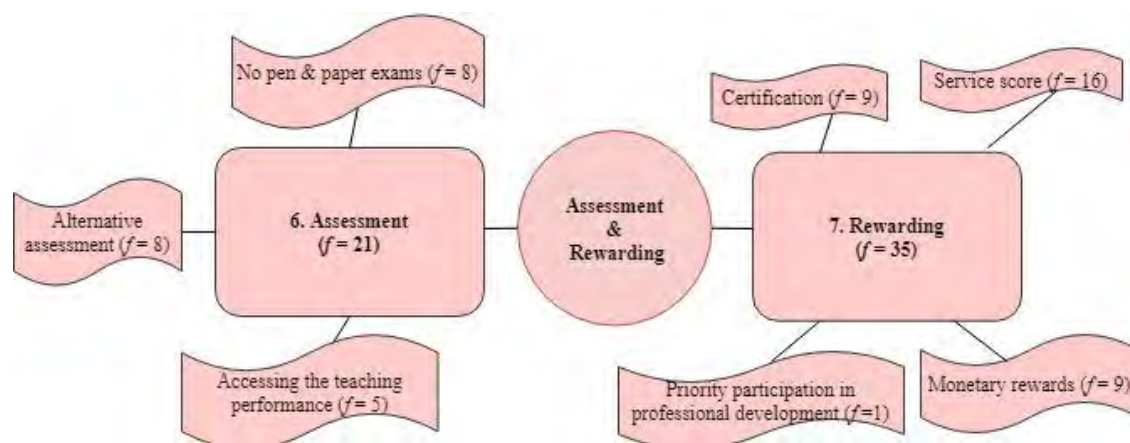 No pen & paper exams (f = 8)
Certification (f = 9)
Service score (f = 16)
Alternative
assessment (f = 8)
6. Assessment
(f = 21)
Assessment
&
Rewarding
7. Rewarding
(f = 35)
Accessing the teaching
performance (f = 5)
Priority participation in
professional development (f =1)
Monetary rewards (f = 9)